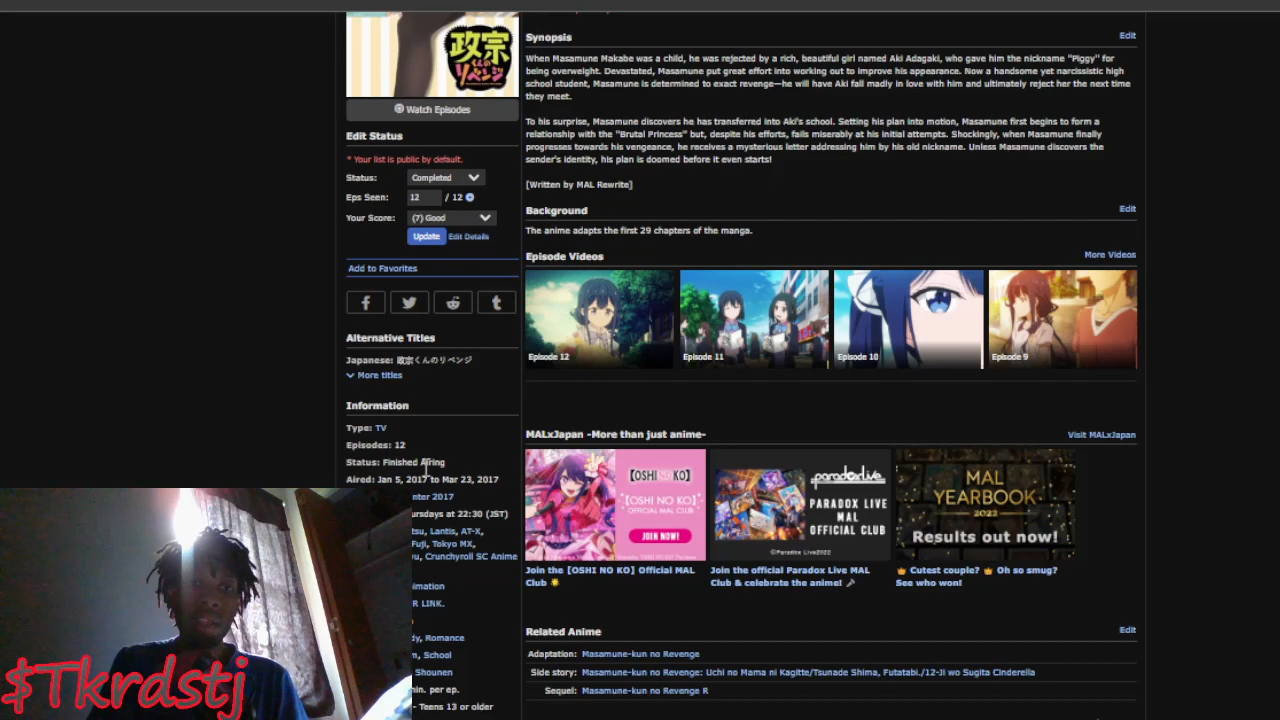 政宗
くんの
リベンジ
Watch Episodes
Edit Status
* Your list is public by default.
Status: Completed
Eps Seen: 12 / 12
Your Score: (7) Good
Update Edit Details
Add to Favorites
Alternative Titles
Japanese: 政宗くんのリベンジ
More titles
Information
Type: TV
Episodes: 12
Status: Finished Airing
Aired: Jan 5, 2017 to Mar 23, 2017
nter 2017
ursdays at 22:30 (JST)
tsu, Lantis, AT-X,
Fuji, Tokyo MX,
u, Crunchyroll SC Anime
imation
R LINK.
dy, Romance
m, School
Shounen
min. per ep.
- Teens 13 or older
$Tkrdstj
Synopsis Edit
When Masamune Makabe was a child, he was rejected by a rich, beautiful girl named Aki Adagaki, who gave him the nickname "Piggy" for
being overweight. Devastated, Masamune put great effort into working out to improve his appearance. Now a handsome yet narcissistic high
school student, Masamune is determined to exact revenge—he will have Aki fall madly in love with him and ultimately reject her the next time
they meet.
To his surprise, Masamune discovers he has transferred into Aki's school. Setting his plan into motion, Masamune first begins to form a
relationship with the "Brutal Princess" but, despite his efforts, fails miserably at his initial attempts. Shockingly, when Masamune finally
progresses towards his vengeance, he receives a mysterious letter addressing him by his old nickname. Unless Masamune discovers the
sender's identity, his plan is doomed before it even starts!
[Written by MAL Rewrite]
Background Edit
The anime adapts the first 29 chapters of the manga.
Episode Videos More Videos
Episode 12 Episode 11 Episode 10 Episode 9
MALxJapan -More than just anime- Visit MALxJapan
【OSHI NO KO】
【OSHI NO KO】
OFFICIAL MAL CLUB
JOIN NOW!
paradoxlive
PARADOX LIVE
MAL
OFFICIAL CLUB
©Paradox Live2022
MAL
YEARBOOK
2023
Results out now!
Join the【OSHI NO KO】Official MAL
Club
Join the official Paradox Live MAL
Club & celebrate the anime!
Cutest couple? Oh so smug?
See who won!
Related Anime Edit
Adaptation: Masamune-kun no Revenge
Side story: Masamune-kun no Revenge: Uchi no Mama ni Kagitte/Tsunade Shima, Futatabi./12-Ji wo Sugita Cinderella
Sequel: Masamune-kun no Revenge R